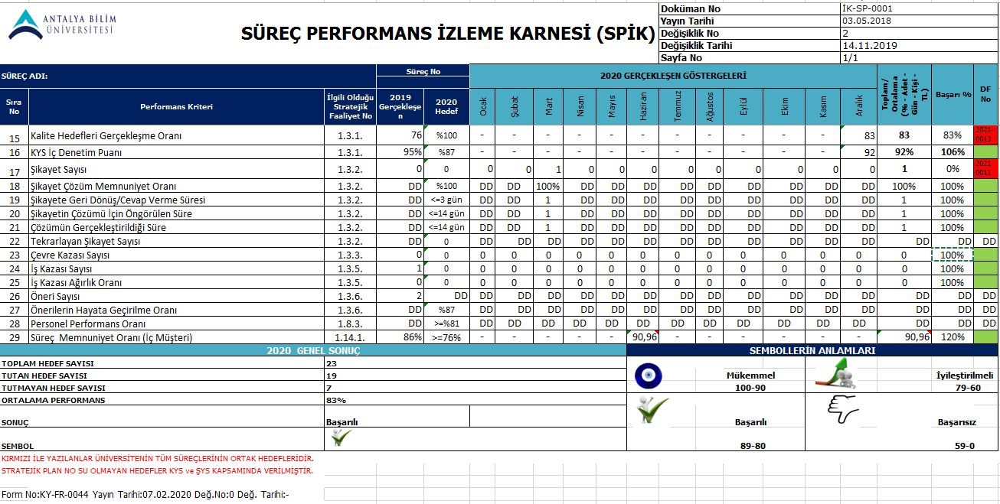 ANTALYA BİLİM
ÜNİVERSİTESİ
SÜREÇ PERFORMANS İZLEME KARNESİ (SPİK)
Doküman No İK-SP-0001
Yayın Tarihi 03.05.2018
Değişiklik No 2
Değişiklik Tarihi 14.11.2019
Sayfa No 1/1
SÜREÇ ADI: Süreç No 2020 GERÇEKLEŞEN GÖSTERGELERİ Toplam/ Ortalama (% - Adet - Gün - Kişi - TL) Başarı % DF No
Sıra No Performans Kriteri İlgili Olduğu Stratejik Faaliyet No 2019 Gerçekleşe n 2020 Hedef Ocak Şubat Mart Nisan Mayıs Haziran Temmuz Ağustos Eylül Ekim Kasım Aralık
15 Kalite Hedefleri Gerçekleşme Oranı 1.3.1. 76 %100 - - - - - - - - - - - 83 83 83% 2021-0013
16 KYS İç Denetim Puanı 1.3.1. 95% %87 - - - - - - - - - - - 92 92% 106%
17 Şikayet Sayısı 1.3.2. 0 0 0 0 1 0 0 0 0 0 0 0 0 0 1 0% 2021-0011
18 Şikayet Çözüm Memnuniyet Oranı 1.3.2. DD %100 DD DD 100% DD DD DD DD DD DD DD DD DD 100% 100%
19 Şikayete Geri Dönüş/Cevap Verme Süresi 1.3.2. DD <=3 gün DD DD 1 DD DD DD DD DD DD DD DD DD 1 100%
20 Şikayetin Çözümü İçin Öngörülen Süre 1.3.2. DD <=14 gün DD DD 1 DD DD DD DD DD DD DD DD DD 1 100%
21 Çözümün Gerçekleştirildiği Süre 1.3.2. DD <=14 gün DD DD 1 DD DD DD DD DD DD DD DD DD 1 100%
22 Tekrarlayan Şikayet Sayısı 1.3.2. DD 0 DD DD DD DD DD DD DD DD DD DD DD DD DD DD DD
23 Çevre Kazası Sayısı 1.3.3. 0 0 0 0 0 0 0 0 0 0 0 0 0 0 0 100%
24 İş Kazası Sayısı 1.3.5. 1 0 0 0 0 0 0 0 0 0 0 0 0 0 0 100%
25 İş Kazası Ağırlık Oranı 1.3.5. 0 0 0 0 0 0 0 0 0 0 0 0 0 0 0 100%
26 Öneri Sayısı 1.3.6. 2 DD DD DD DD DD DD DD DD DD DD DD DD DD DD DD DD
27 Önerilerin Hayata Geçirilme Oranı 1.3.6. DD %87 DD DD DD DD DD DD DD DD DD DD DD DD DD DD DD
28 Personel Performans Oranı 1.8.3. DD >=%81 DD DD DD DD DD DD DD DD DD DD DD DD DD DD DD
29 Süreç Memnuniyet Oranı (İç Müşteri) 1.14.1. 86% >=76% - - - - - 90,96 - - - - - - 90,96 120%
2020 GENEL SONUÇ SEMBOLLERİN ANLAMLARI
TOPLAM HEDEF SAYISI 23
TUTAN HEDEF SAYISI 19
TUTMAYAN HEDEF SAYISI 7
ORTALAMA PERFORMANS 83%
SONUÇ Başarılı
SEMBOL
Mükemmel İyileştirilmeli
100-90 79-60
Başarılı Başarısız
89-80 59-0
KIRMIZI İLE YAZILANLAR ÜNİVERSİTENİN TÜM SÜREÇLERİNİN ORTAK HEDEFLERİDİR.
STRATEJİK PLAN NO SU OLMAYAN HEDEFLER KYS ve ŞYS KAPSAMINDA VERİLMİŞTİR.
Form No:KY-FR-0044 Yayın Tarihi:07.02.2020 Değ.No:0 Değ. Tarihi:-